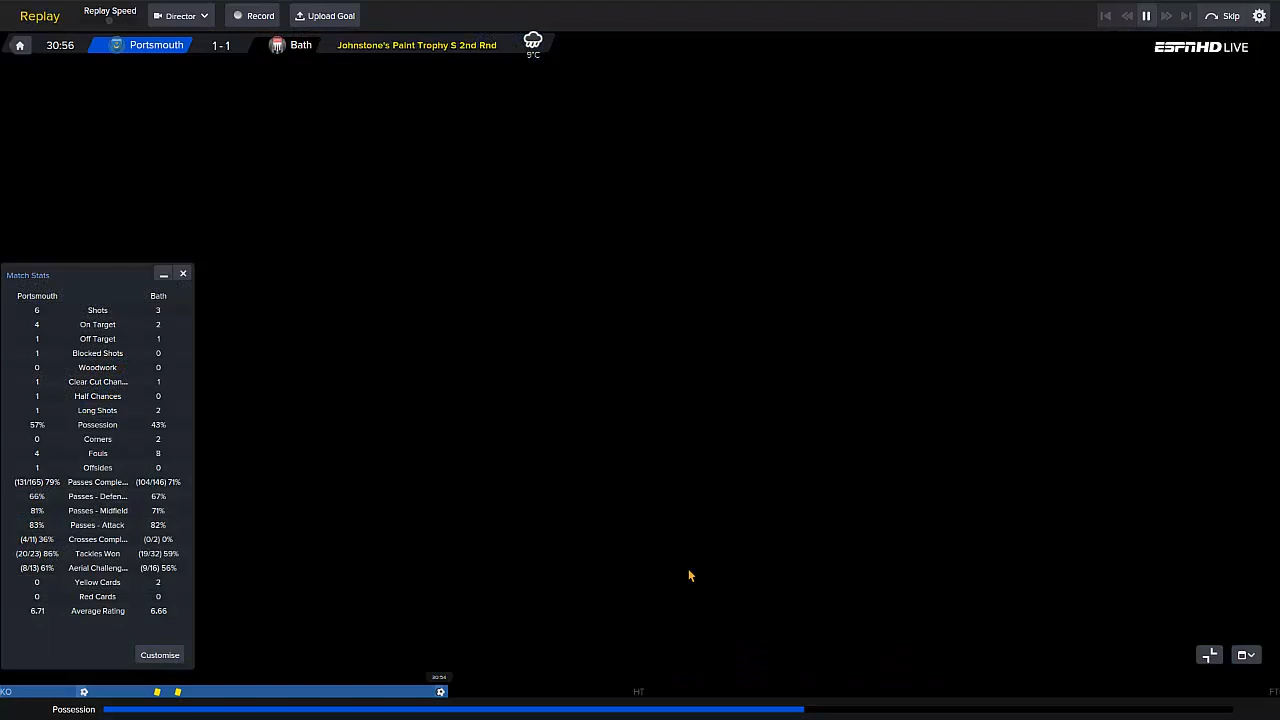 Replay
Replay Speed
Director
Record
Upload Goal
Skip
30:56
Portsmouth
1 - 1
Bath
Johnstone's Paint Trophy S 2nd Rnd
9°C
ESPNHD LIVE
Match Stats
Portsmouth Bath
6 Shots 3
4 On Target 2
1 Off Target 1
1 Blocked Shots 0
0 Woodwork 0
1 Clear Cut Chan... 1
1 Half Chances 0
1 Long Shots 2
57% Possession 43%
0 Corners 2
4 Fouls 8
1 Offsides 0
(131/165) 79% Passes Comple... (104/146) 71%
66% Passes - Defen... 67%
81% Passes - Midfield 71%
83% Passes - Attack 82%
(4/11) 36% Crosses Compl... (0/2) 0%
(20/23) 86% Tackles Won (19/32) 59%
(8/13) 61% Aerial Challeng... (9/16) 56%
0 Yellow Cards 2
0 Red Cards 0
6.71 Average Rating 6.66
Customise
30:54
KO HT FT
Possession